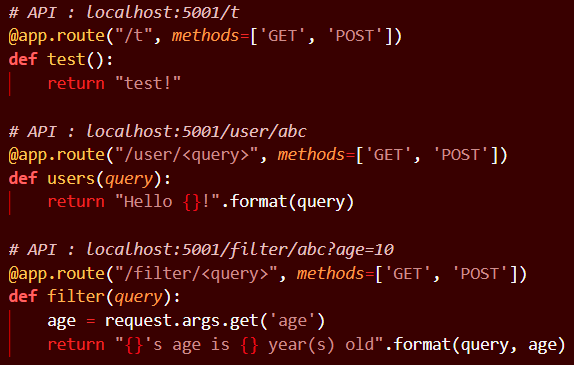 # API : localhost:5001/t
@app.route("/t", methods=['GET', 'POST'])
def test():
    return "test!"

# API : localhost:5001/user/abc
@app.route("/user/<query>", methods=['GET', 'POST'])
def users(query):
    return "Hello {}!".format(query)

# API : localhost:5001/filter/abc?age=10
@app.route("/filter/<query>", methods=['GET', 'POST'])
def filter(query):
    age = request.args.get('age')
    return "{}'s age is {} year(s) old".format(query, age)